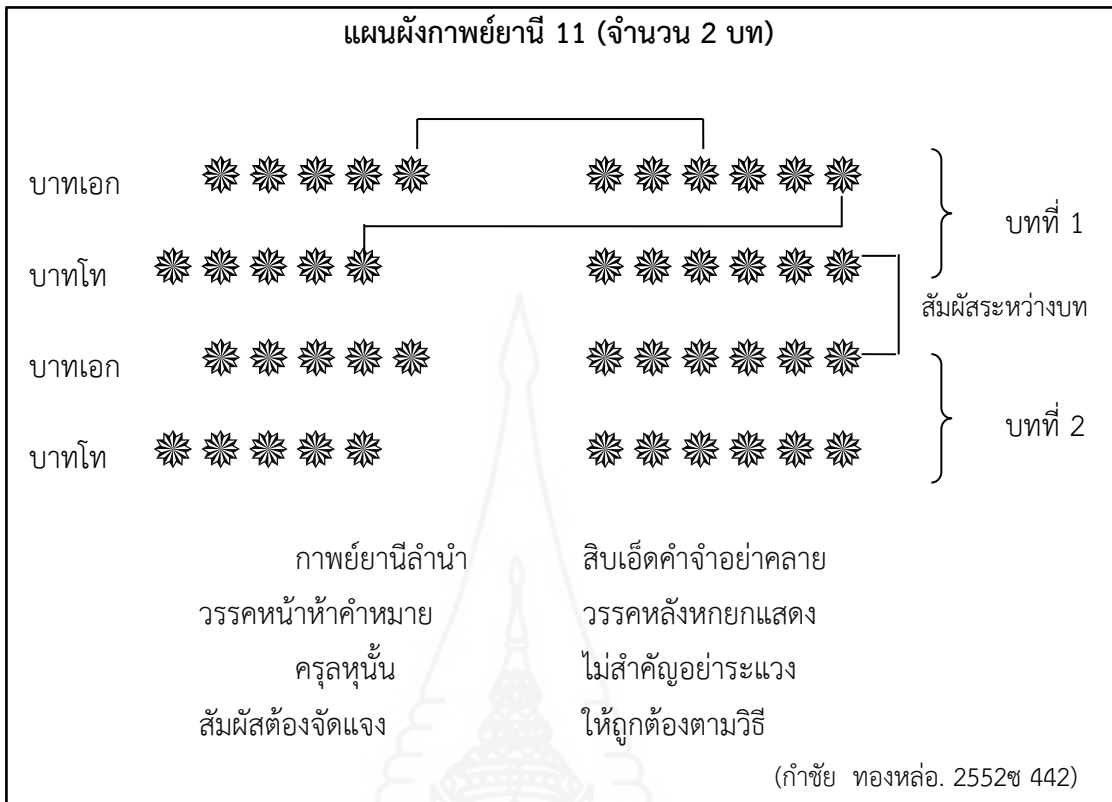 แผนผังกาพย์ยานี 11 (จำนวน 2 บท)
บาทเอก
บทที่ 1
บาทโท
สัมผัสระหว่างบท
บาทเอก
บทที่ 2
บาทโท
กาพย์ยานีลำนำ สิบเอ็ดคำจำอย่าคลาย
วรรคหน้าห้าคำหมาย วรรคหลังหกยกแสดง
ครุลหุนั้น ไม่สำคัญอย่าระแวง
สัมผัสต้องจัดแจง ให้ถูกต้องตามวิธี
(กำชัย ทองหล่อ. 2552ซ 442)